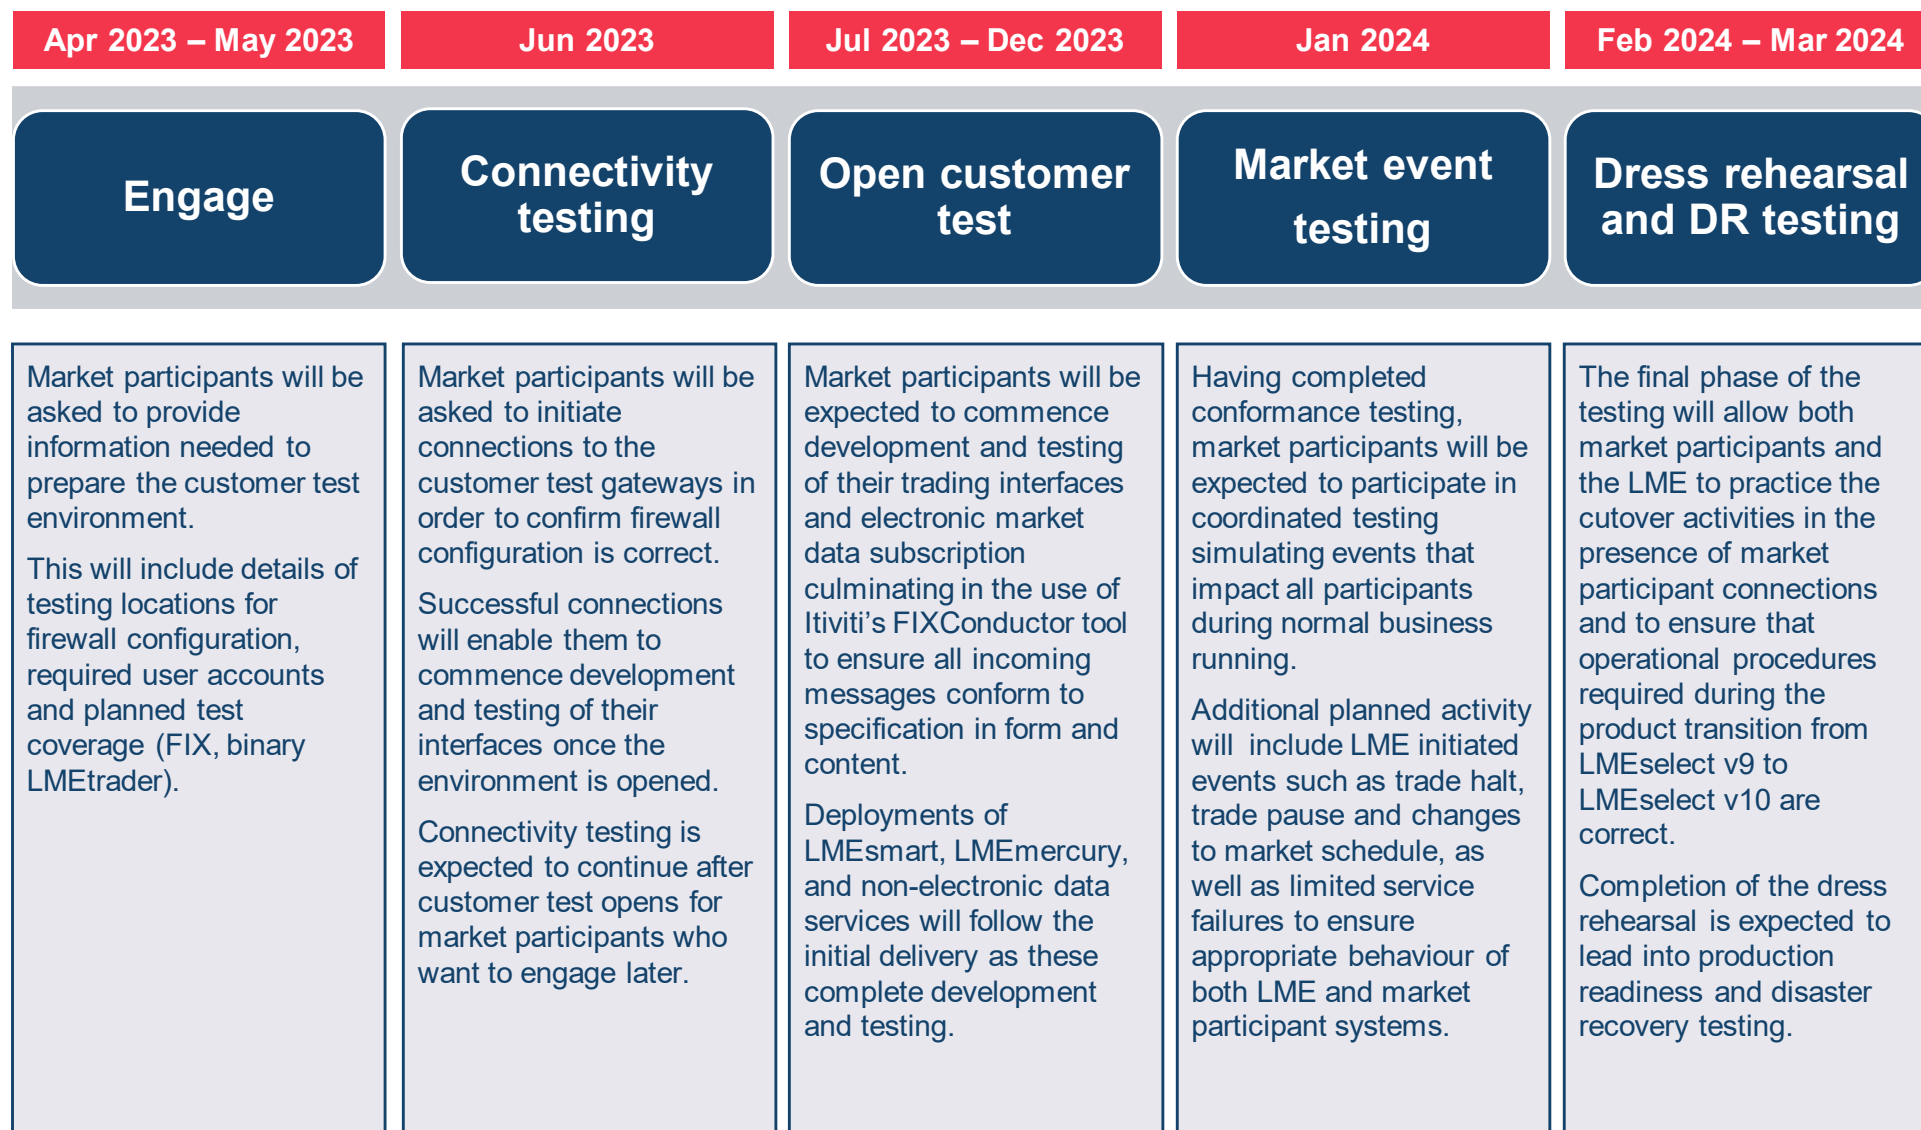 Apr 2023 – May 2023
Jun 2023
Jul 2023 – Dec 2023
Jan 2024
Feb 2024 – Mar 2024
Engage
Connectivity
testing
Open customer
test
Market event
testing
Dress rehearsal
and DR testing
Market participants will be
asked to provide
information needed to
prepare the customer test
environment.
This will include details of
testing locations for
firewall configuration,
required user accounts
and planned test
coverage (FIX, binary
LMEtrader).
Market participants will be
asked to initiate
connections to the
customer test gateways in
order to confirm firewall
configuration is correct.
Successful connections
will enable them to
commence development
and testing of their
interfaces once the
environment is opened.
Connectivity testing is
expected to continue after
customer test opens for
market participants who
want to engage later.
Market participants will be
expected to commence
development and testing
of their trading interfaces
and electronic market
data subscription
culminating in the use of
Itiviti’s FIXConductor tool
to ensure all incoming
messages conform to
specification in form and
content.
Deployments of
LMEsmart, LMEmercury,
and non-electronic data
services will follow the
initial delivery as these
complete development
and testing.
Having completed
conformance testing,
market participants will be
expected to participate in
coordinated testing
simulating events that
impact all participants
during normal business
running.
Additional planned activity
will include LME initiated
events such as trade halt,
trade pause and changes
to market schedule, as
well as limited service
failures to ensure
appropriate behaviour of
both LME and market
participant systems.
The final phase of the
testing will allow both
market participants and
the LME to practice the
cutover activities in the
presence of market
participant connections
and to ensure that
operational procedures
required during the
product transition from
LMEselect v9 to
LMEselect v10 are
correct.
Completion of the dress
rehearsal is expected to
lead into production
readiness and disaster
recovery testing.